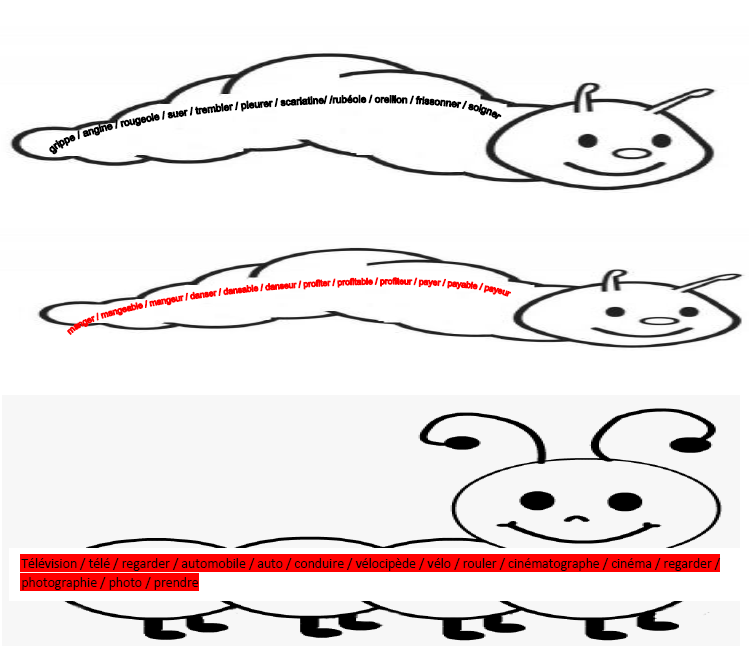 grippe / angine / rougeole / suer / trembler / pleurer / scarlatine/ /rubéole / oreillon / frissonner / soigner
manger / mangeable / mangeur / danser / dansable / danseur / profiter / profitable / profiteur / payer / payable / payeur
Télévision / télé / regarder / automobile / auto / conduire / vélocipède / vélo / rouler / cinématographe / cinéma / regarder /
photographie / photo / prendre